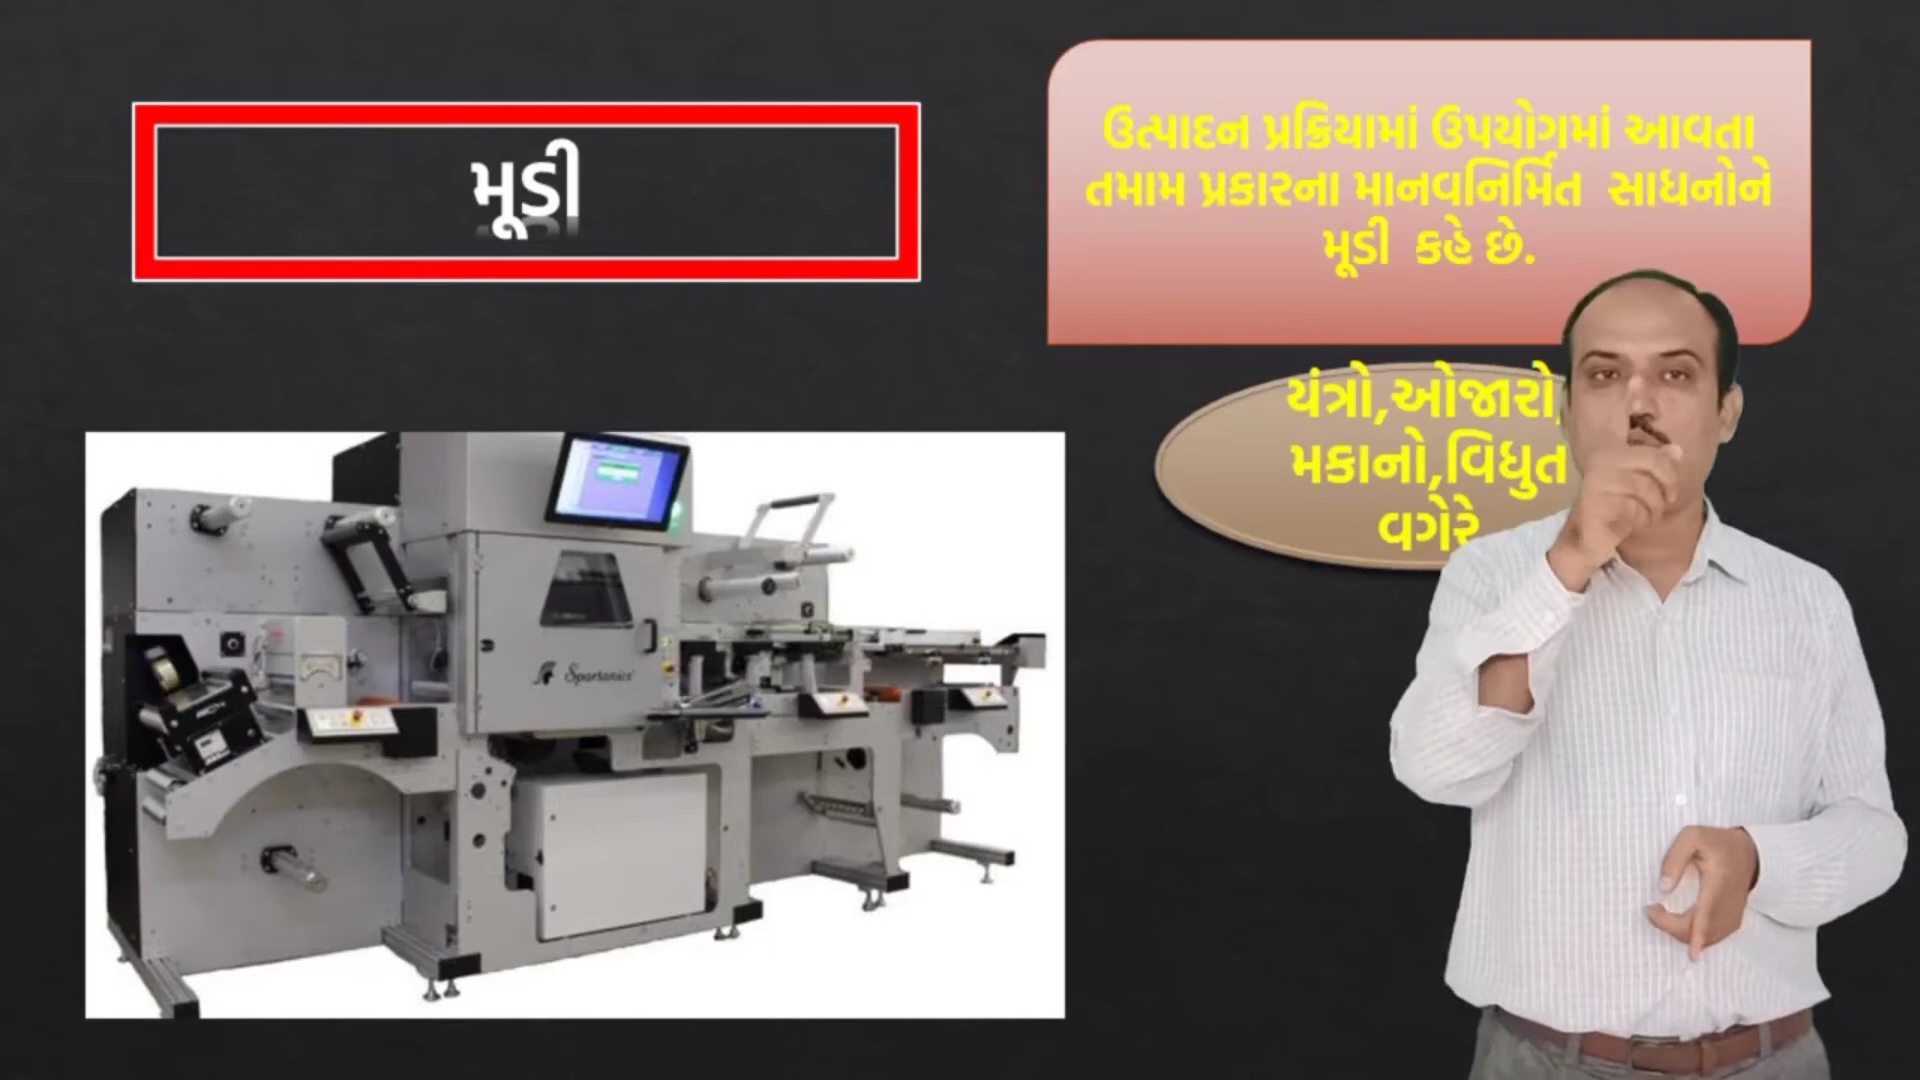 મૂડી
ઉત્પાદન પ્રક્રિયામાં ઉપયોગમાં આવતા
તમામ પ્રકારના માનવનિર્મિત સાધનોને
મૂડી કહે છે.
યંત્રો,ઓજારો,
મકાનો,વિધુત
વગેરે
Spartanics